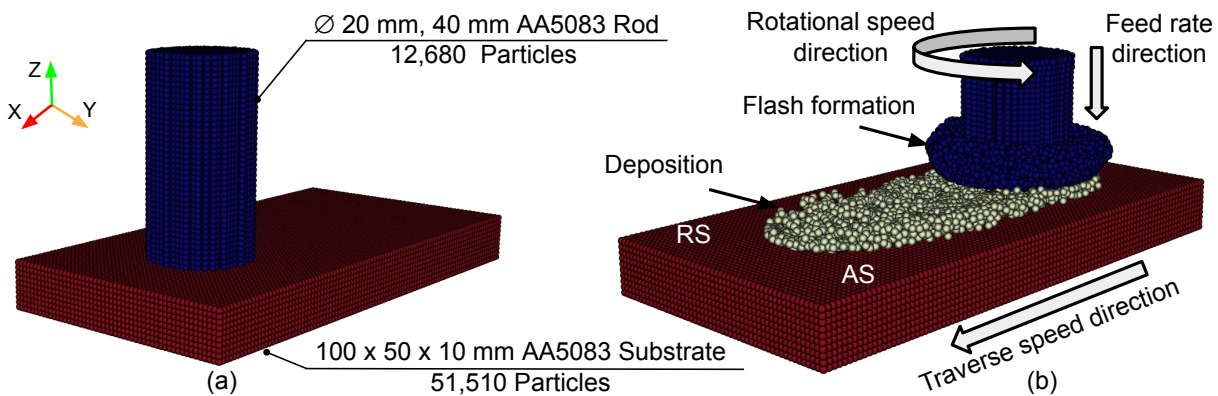 ∅ 20 mm, 40 mm AA5083 Rod
12,680 Particles
Z
X
Y
100 x 50 x 10 mm AA5083 Substrate
51,510 Particles
(a)
Rotational speed
direction
Feed rate
direction
Flash formation
Deposition
RS
AS
Traverse speed direction
(b)